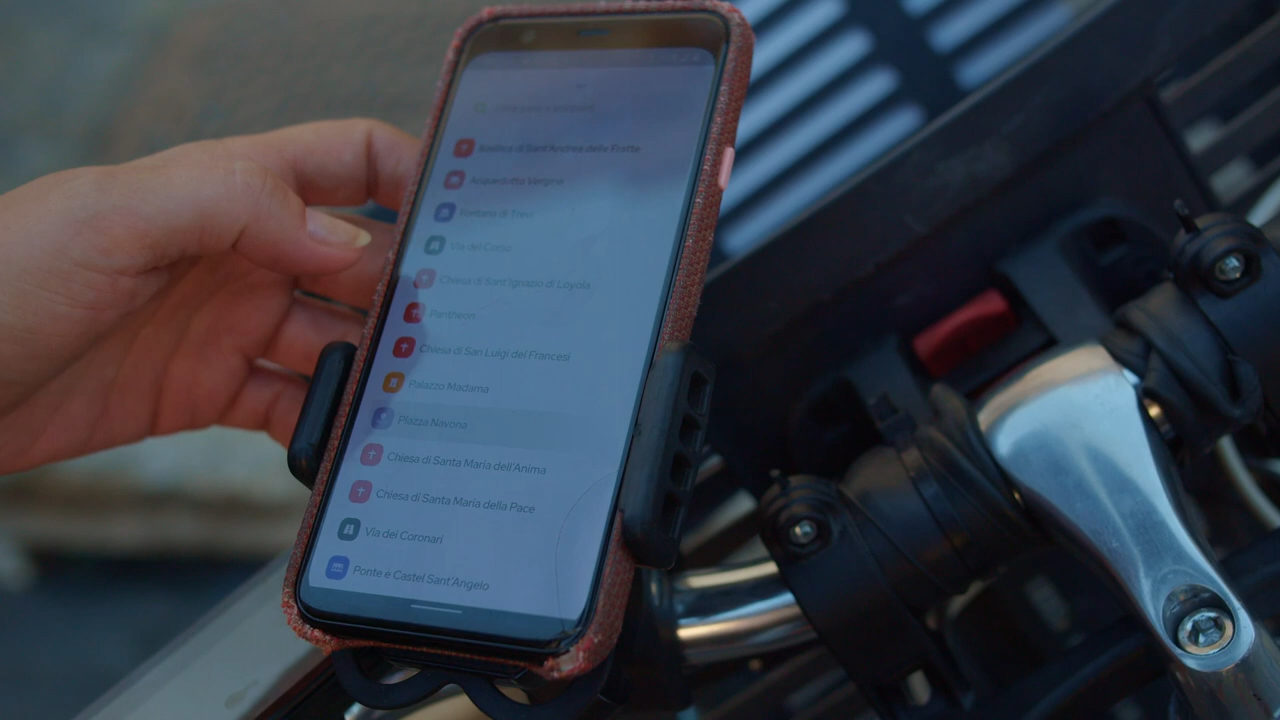 Basilica di Sant'Andrea delle Fratte
Acquedotto Vergine
Fontana di Trevi
Via del Corso
Chiesa di Sant'Ignazio di Loyola
Pantheon
Chiesa di San Luigi dei Francesi
Palazzo Madama
Piazza Navona
Chiesa di Santa Maria dell'Anima
Chiesa di Santa Maria della Pace
Via dei Coronari
Ponte e Castel Sant'Angelo